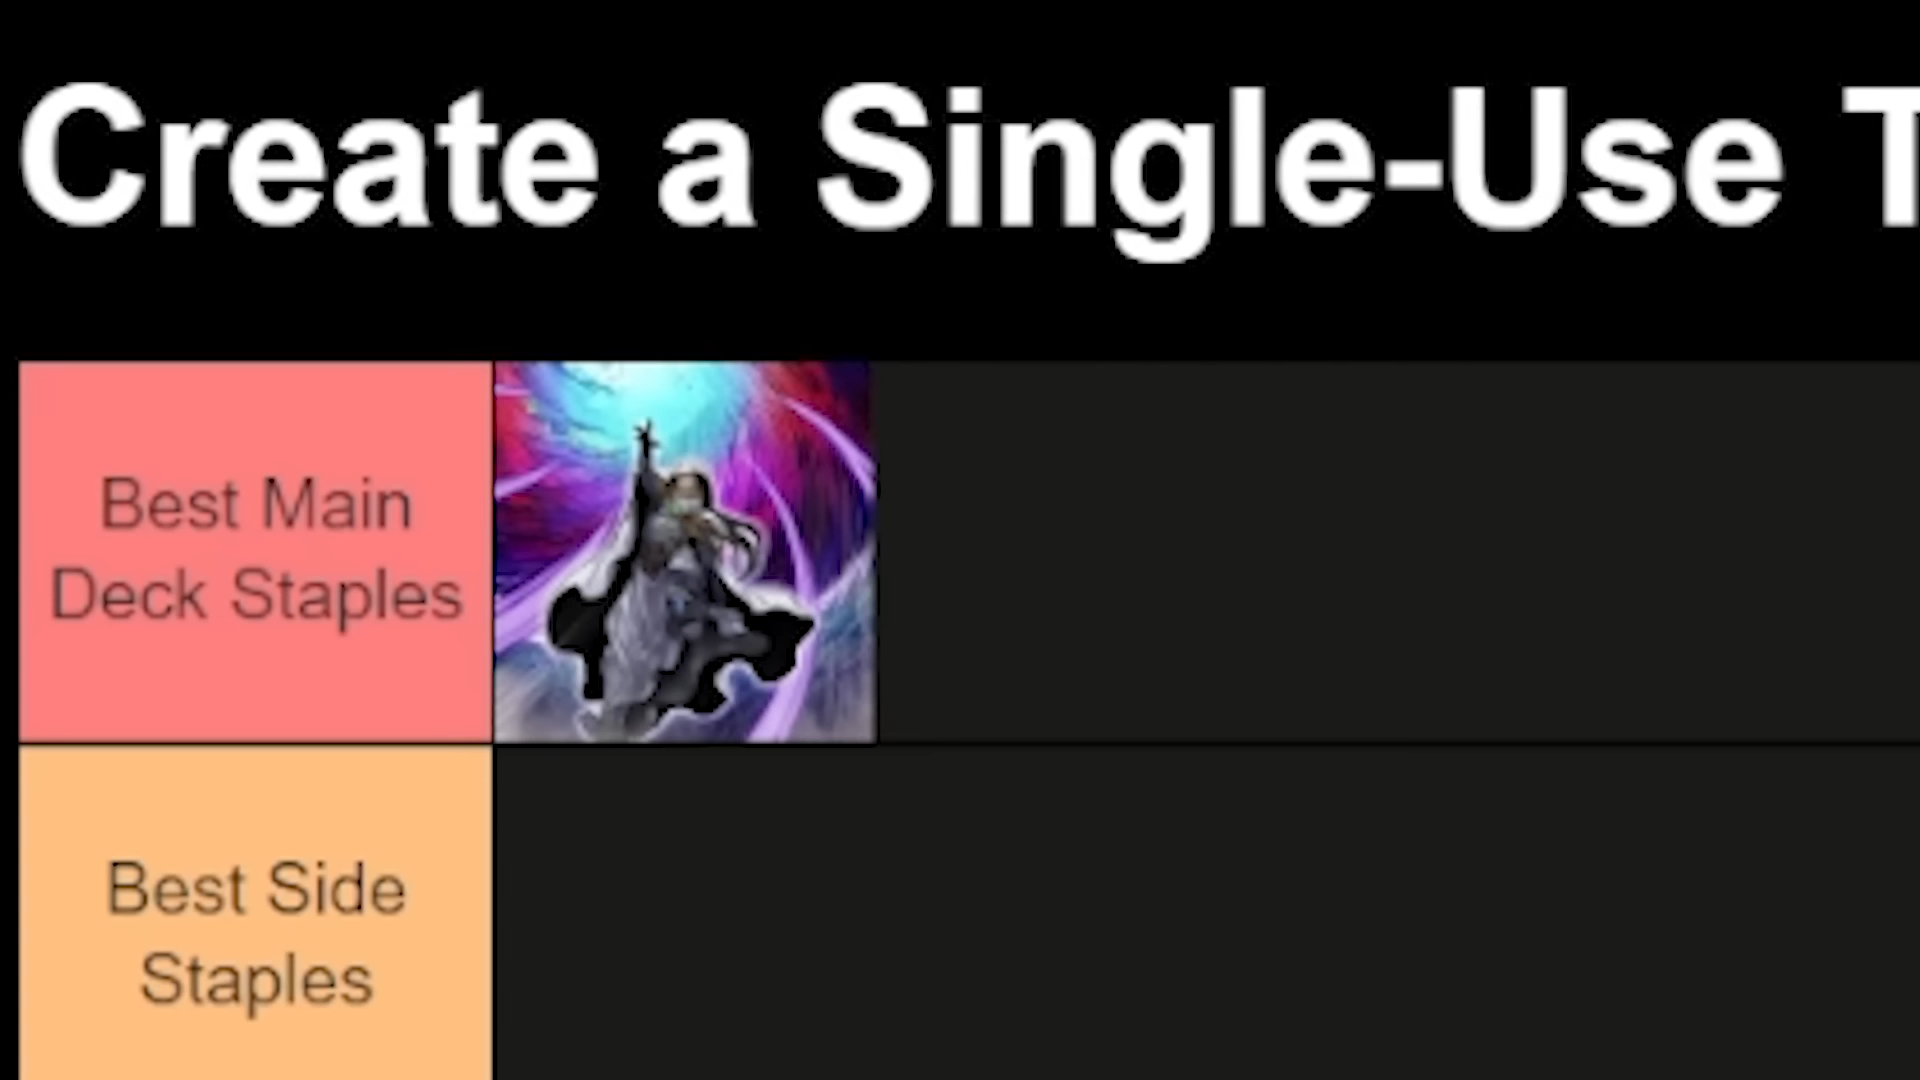 Create a Single-Use T
Best Main
Deck Staples
Best Side
Staples